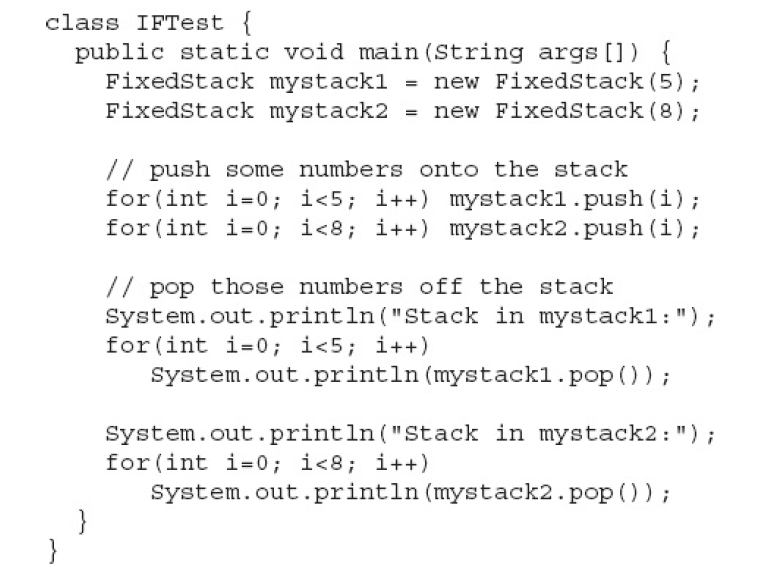 class IFTest {
  public static void main(String args[]) {
    FixedStack mystack1 = new FixedStack(5);
    FixedStack mystack2 = new FixedStack(8);

    // push some numbers onto the stack
    for(int i=0; i<5; i++) mystack1.push(i);
    for(int i=0; i<8; i++) mystack2.push(i);

    // pop those numbers off the stack
    System.out.println("Stack in mystack1:");
    for(int i=0; i<5; i++)
       System.out.println(mystack1.pop());

    System.out.println("Stack in mystack2:");
    for(int i=0; i<8; i++)
       System.out.println(mystack2.pop());
  }
}